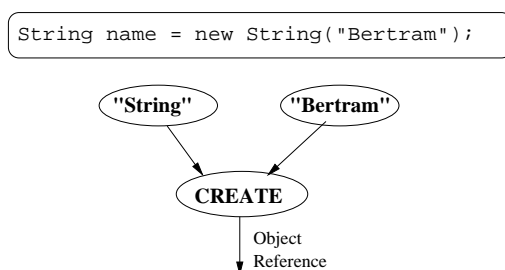 String name = new String("Bertram");
"String" "Bertram"
CREATE
Object
Reference